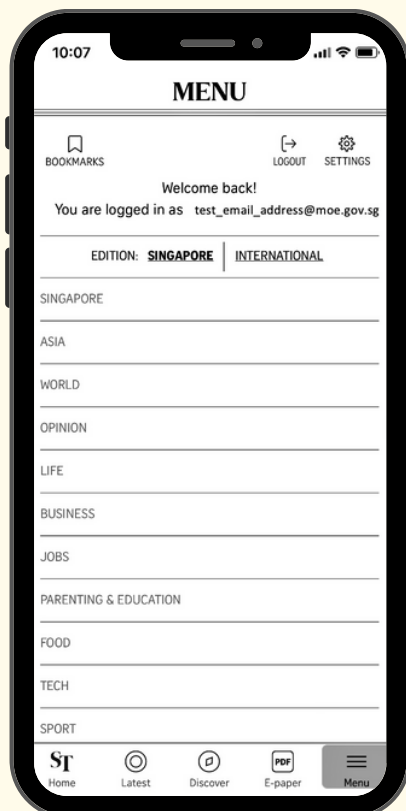 10:07
MENU
BOOKMARKS
LOGOUT
SETTINGS
Welcome back!
You are logged in as test_email_address@moe.gov.sg
EDITION: SINGAPORE INTERNATIONAL
SINGAPORE
ASIA
WORLD
OPINION
LIFE
BUSINESS
JOBS
PARENTING & EDUCATION
FOOD
TECH
SPORT
ST
PDF
Home Latest Discover E-paper Menu